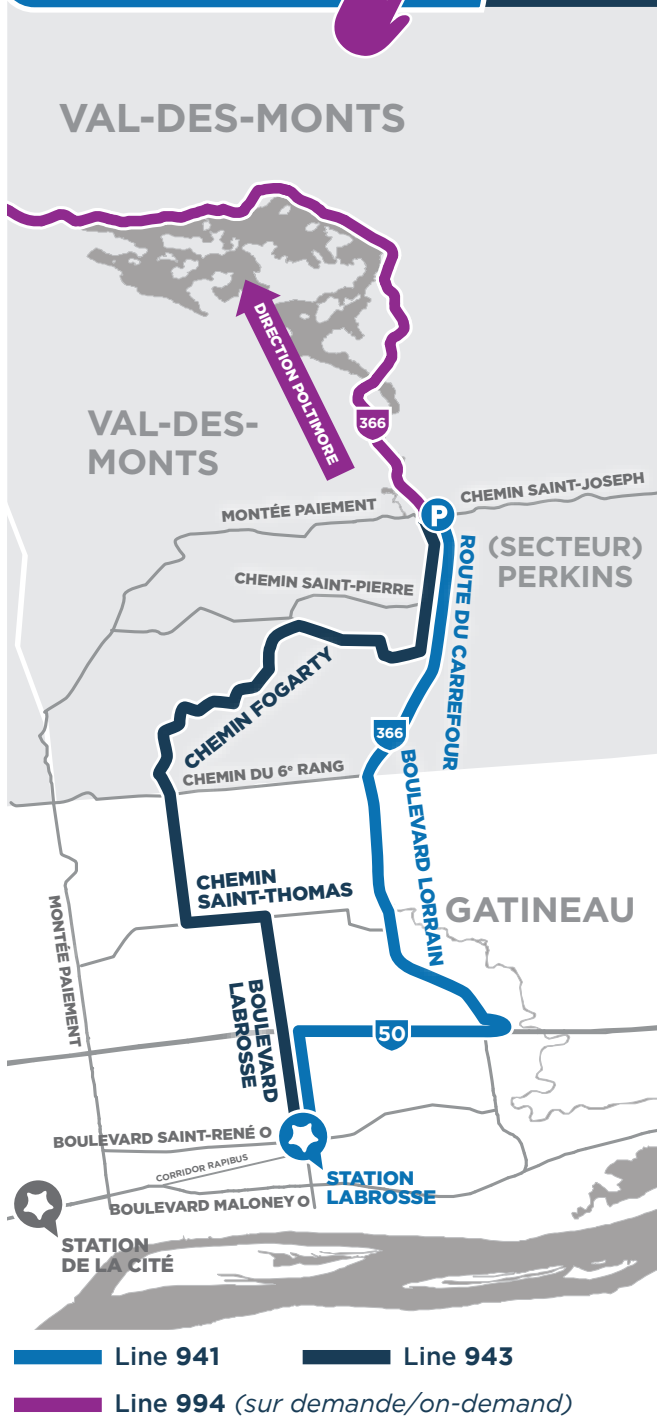 VAL-DES-MONTS
DIRECTION POLTIMORE
VAL-DES-
MONTS
366
MONTÉE PAIEMENT
P
CHEMIN SAINT-JOSEPH
(SECTEUR)
PERKINS
ROUTE DU CARREFOUR
CHEMIN SAINT-PIERRE
CHEMIN FOGARTY
366
CHEMIN DU 6e RANG
BOULEVARD LORRAIN
CHEMIN
SAINT-THOMAS
GATINEAU
MONTÉE PAIEMENT
BOULEVARD
LABROSSE
50
BOULEVARD SAINT-RENÉ O
CORRIDOR RAPIBUS
STATION
LABROSSE
BOULEVARD MALONEY O
STATION
DE LA CITÉ
Line 941
Line 943
Line 994 (sur demande/on-demand)